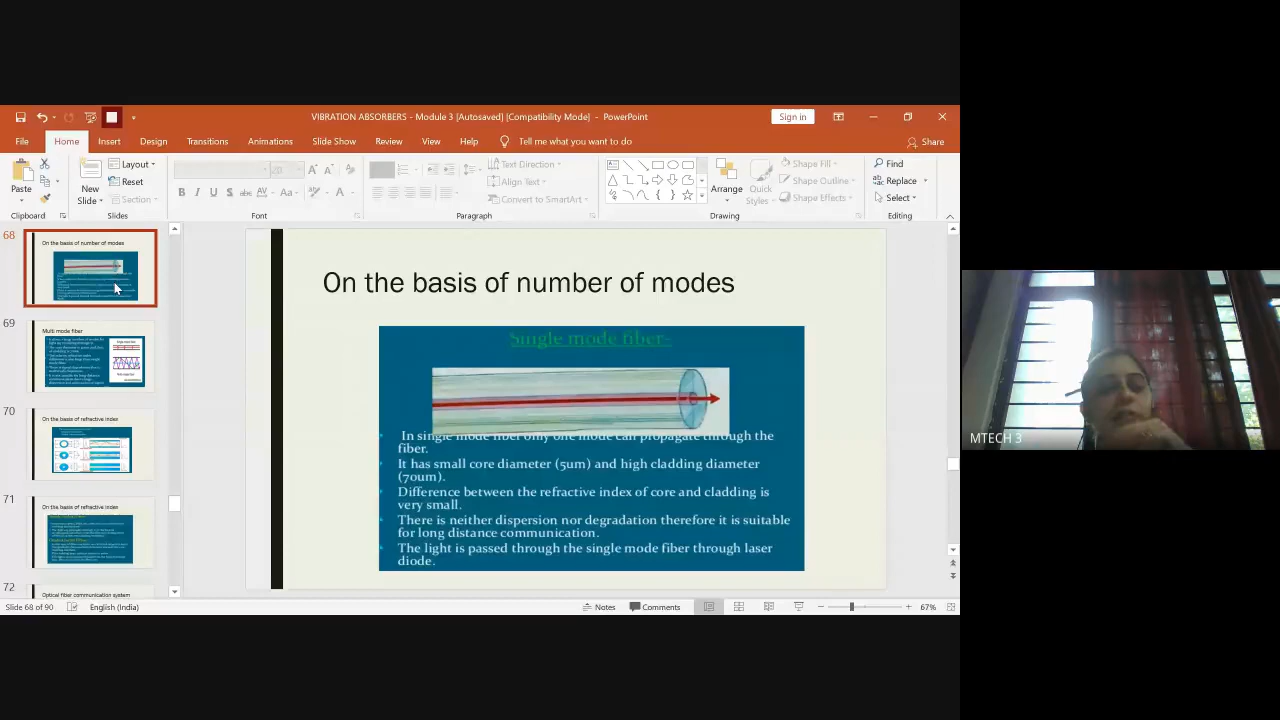 VIBRATION ABSORBERS - Module 3 [Autosaved] [Compatibility Mode] - PowerPoint
Sign in
File
Home
Insert
Design
Transitions
Animations
Slide Show
Review
View
Help
Tell me what you want to do
Share
Paste
New
Slide
Layout
Reset
Section
Text Direction
Align Text
Convert to SmartArt
Arrange
Quick
Styles
Shape Fill
Shape Outline
Shape Effects
Find
Replace
Select
Clipboard
Slides
Font
Paragraph
Drawing
Editing
68
On the basis of number of modes
69
Multi mode fiber
70
On the basis of refractive index
71
On the basis of refractive index
72
Optical fiber communication system
On the basis of number of modes
Single mode fiber-
In single mode fiber only one mode can propagate through the
fiber.
It has small core diameter (5um) and high cladding diameter
(70um).
Difference between the refractive index of core and cladding is
very small.
There is neither dispersion nor degradation therefore it is suitable
for long distance communication.
The light is passed through the single mode fiber through laser
diode.
MTECH 3
Slide 68 of 90
English (India)
Notes
Comments
67%